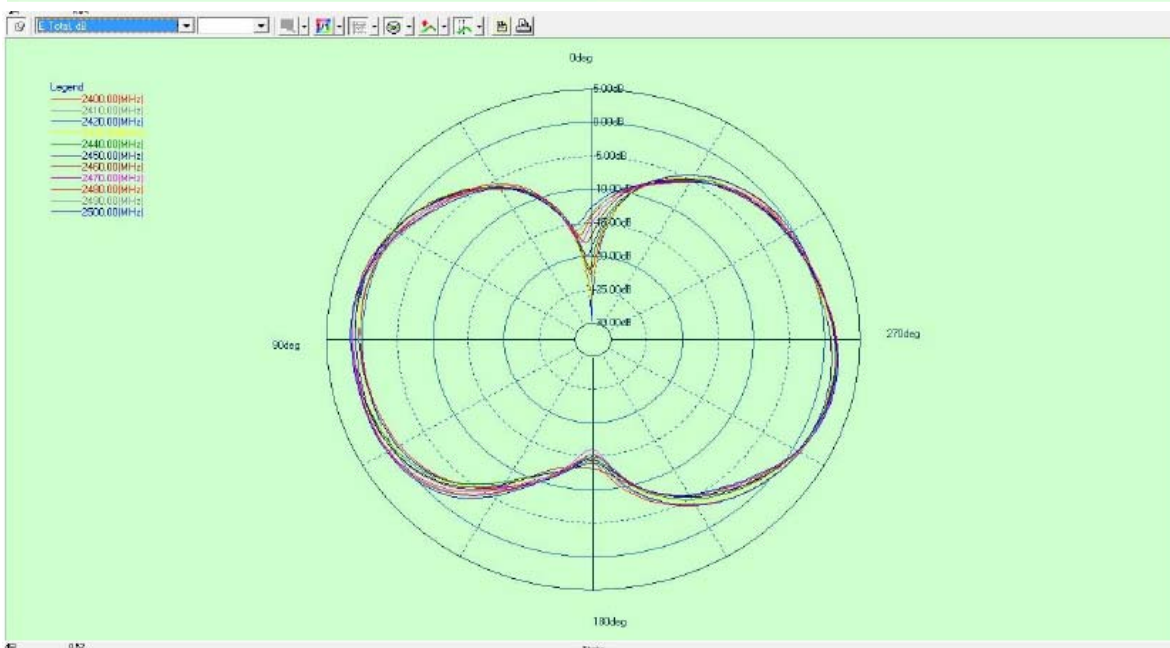 E Total dB
0deg
Legend
2400.00(MHz)
2410.00(MHz)
2420.00(MHz)
2440.00(MHz)
2450.00(MHz)
2460.00(MHz)
2470.00(MHz)
2480.00(MHz)
2490.00(MHz)
2500.00(MHz)
5.00dB
0.00dB
-5.00dB
10.00dB
15.00dB
20.00dB
25.00dB
30.00dB
90deg
270deg
180deg